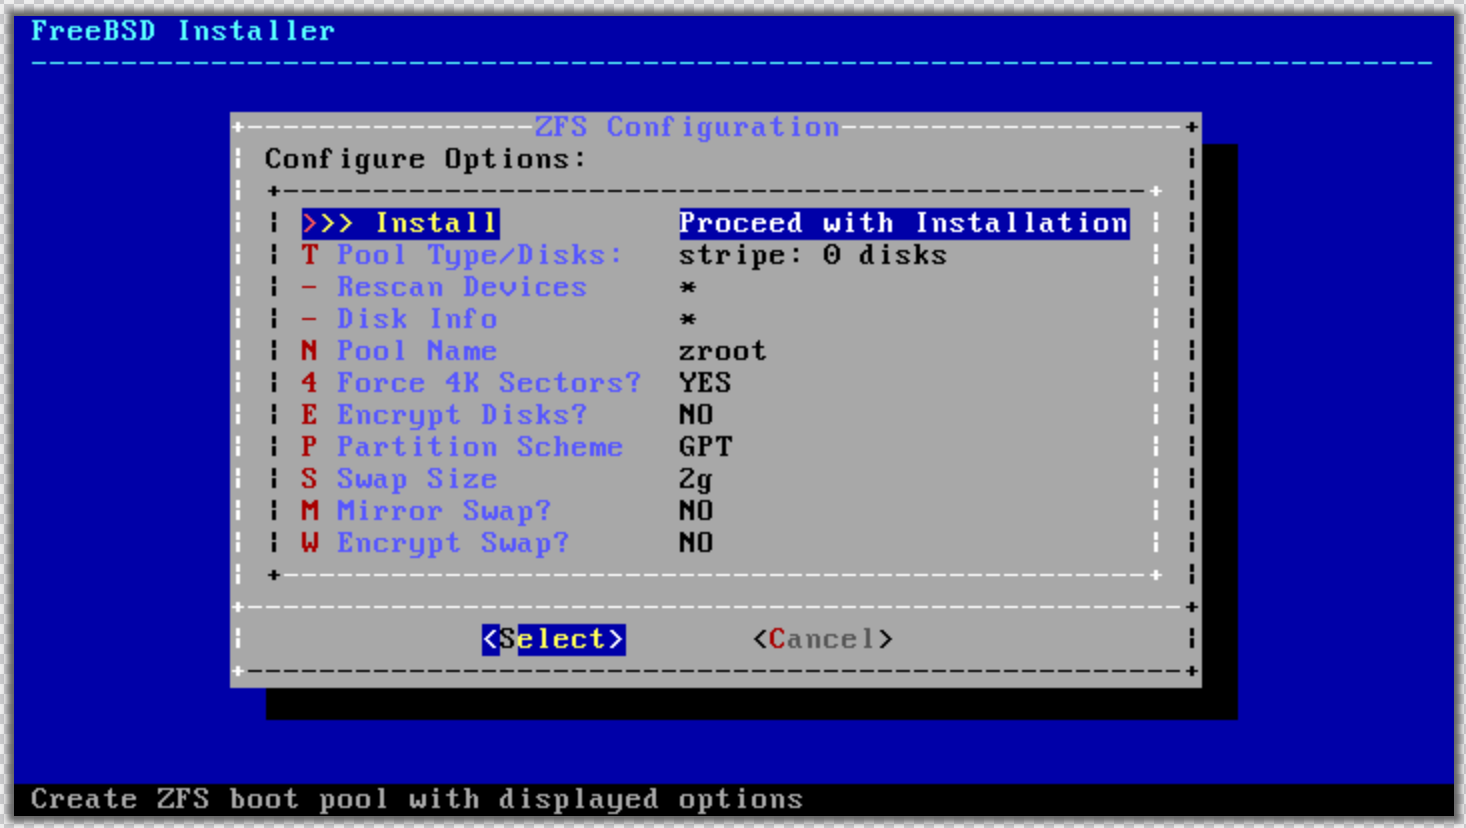 FreeBSD Installer
ZFS Configuration
Configure Options:
>>> Install Proceed with Installation
T Pool Type/Disks: stripe: 0 disks
- Rescan Devices *
- Disk Info *
N Pool Name zroot
4 Force 4K Sectors? YES
E Encrypt Disks? NO
P Partition Scheme GPT
S Swap Size 2g
M Mirror Swap? NO
W Encrypt Swap? NO
<Select> <Cancel>
Create ZFS boot pool with displayed options